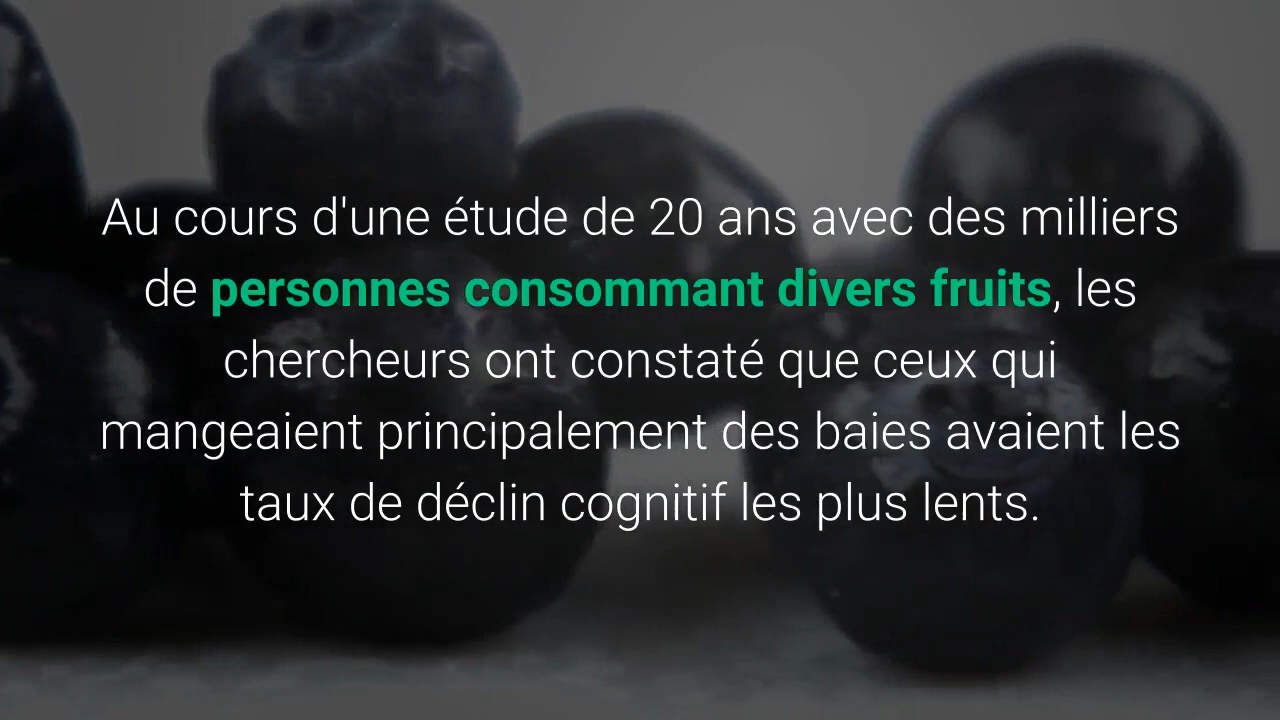 Au cours d'une étude de 20 ans avec des milliers
de personnes consommant divers fruits, les
chercheurs ont constaté que ceux qui
mangeaient principalement des baies avaient les
taux de déclin cognitif les plus lents.